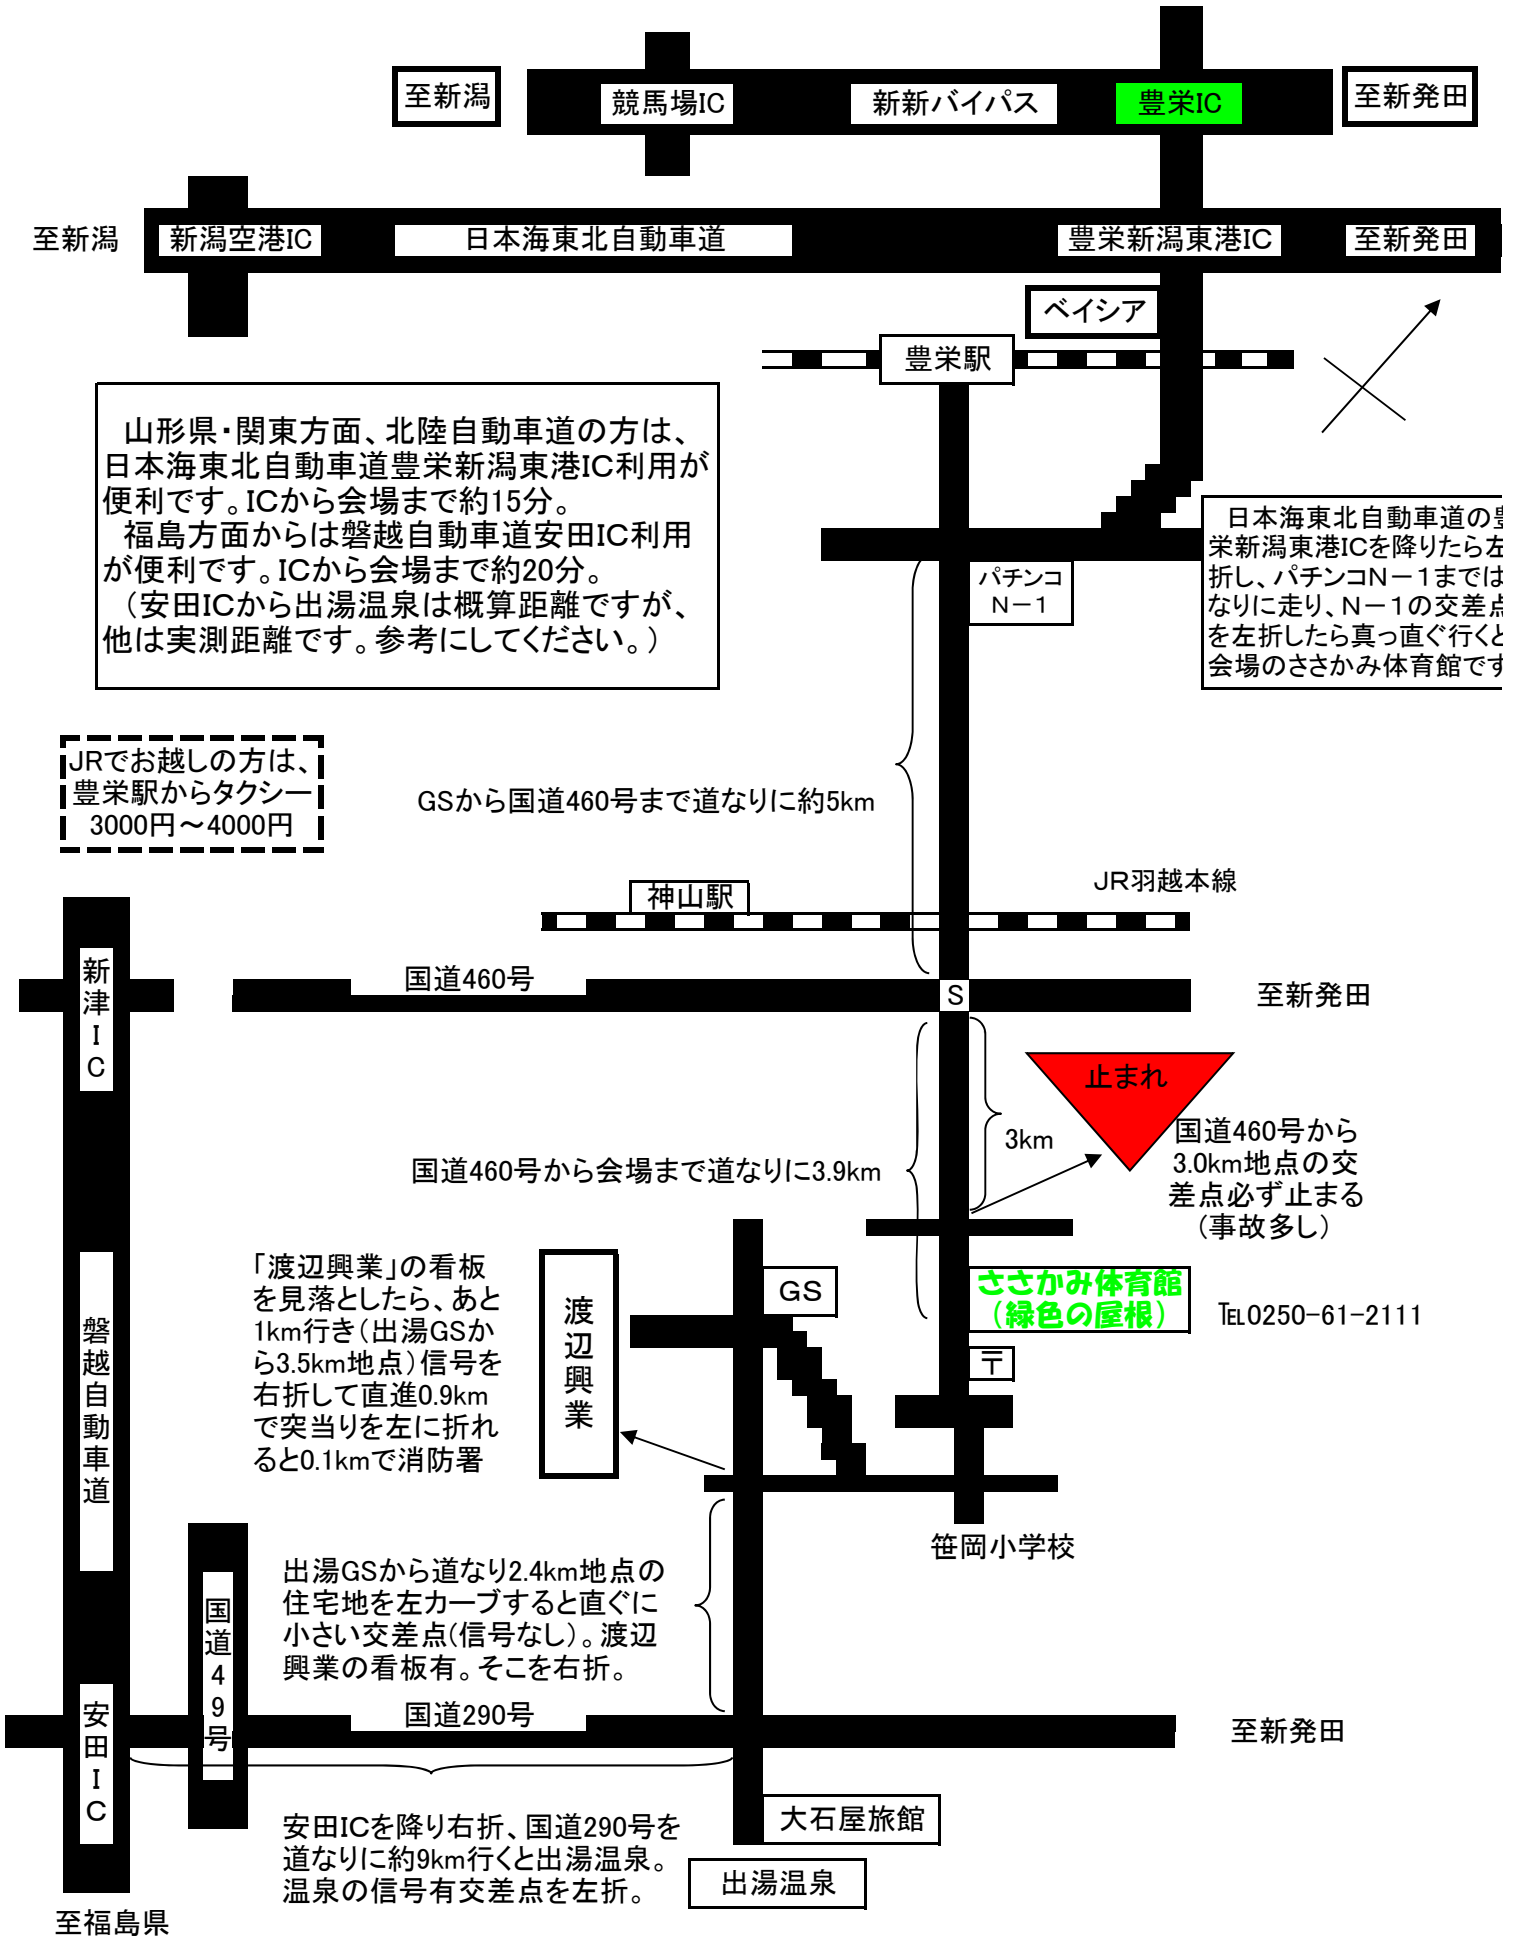 至新潟
競馬場IC
新新バイパス
豊栄IC
至新発田
至新潟
新潟空港IC
日本海東北自動車道
豊栄新潟東港IC
至新発田
ベイシア
豊栄駅
山形県・関東方面、北陸自動車道の方は、
日本海東北自動車道豊栄新潟東港IC利用が
便利です。ICから会場まで約15分。
福島方面からは磐越自動車道安田IC利用
が便利です。ICから会場まで約20分。
（安田ICから出湯温泉は概算距離ですが、
他は実測距離です。参考にしてください。）
日本海東北自動車道の豊
栄新潟東港ICを降りたら左
折し、パチンコN－1までは
なりに走り、N－1の交差点
を左折したら真っ直ぐ行くと
会場のささかみ体育館です
パチンコ
N－1
JRでお越しの方は、
豊栄駅からタクシー
3000円～4000円
GSから国道460号まで道なりに約5km
JR羽越本線
神山駅
新津IC
国道460号
S
至新発田
止まれ
3km
国道460号から
3.0km地点の交
差点必ず止まる
（事故多し）
国道460号から会場まで道なりに3.9km
「渡辺興業」の看板
を見落としたら、あと
1km行き（出湯GSか
ら3.5km地点）信号を
右折して直進0.9km
で突当りを左に折れ
ると0.1kmで消防署
渡辺興業
GS
ささかみ体育館
（緑色の屋根）
℡0250-61-2111
〒
磐越自動車道
笹岡小学校
国道49号
出湯GSから道なり2.4km地点の
住宅地を左カーブすると直ぐに
小さい交差点(信号なし）。渡辺
興業の看板有。そこを右折。
安田IC
国道290号
至新発田
安田ICを降り右折、国道290号を
道なりに約9km行くと出湯温泉。
温泉の信号有交差点を左折。
大石屋旅館
出湯温泉
至福島県